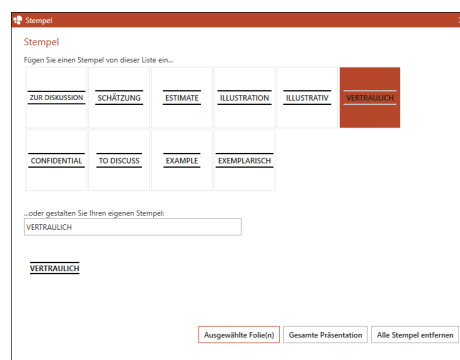 Stempel
Stempel
Fügen Sie einen Stempel von dieser Liste ein...
ZUR DISKUSSION SCHÄTZUNG ESTIMATE ILLUSTRATION ILLUSTRATIV VERTRAULICH
CONFIDENTIAL TO DISCUSS EXAMPLE EXEMPLARISCH
...oder gestalten Sie Ihren eigenen Stempel:
VERTRAULICH
VERTRAULICH
Ausgewählte Folie(n) Gesamte Präsentation Alle Stempel entfernen